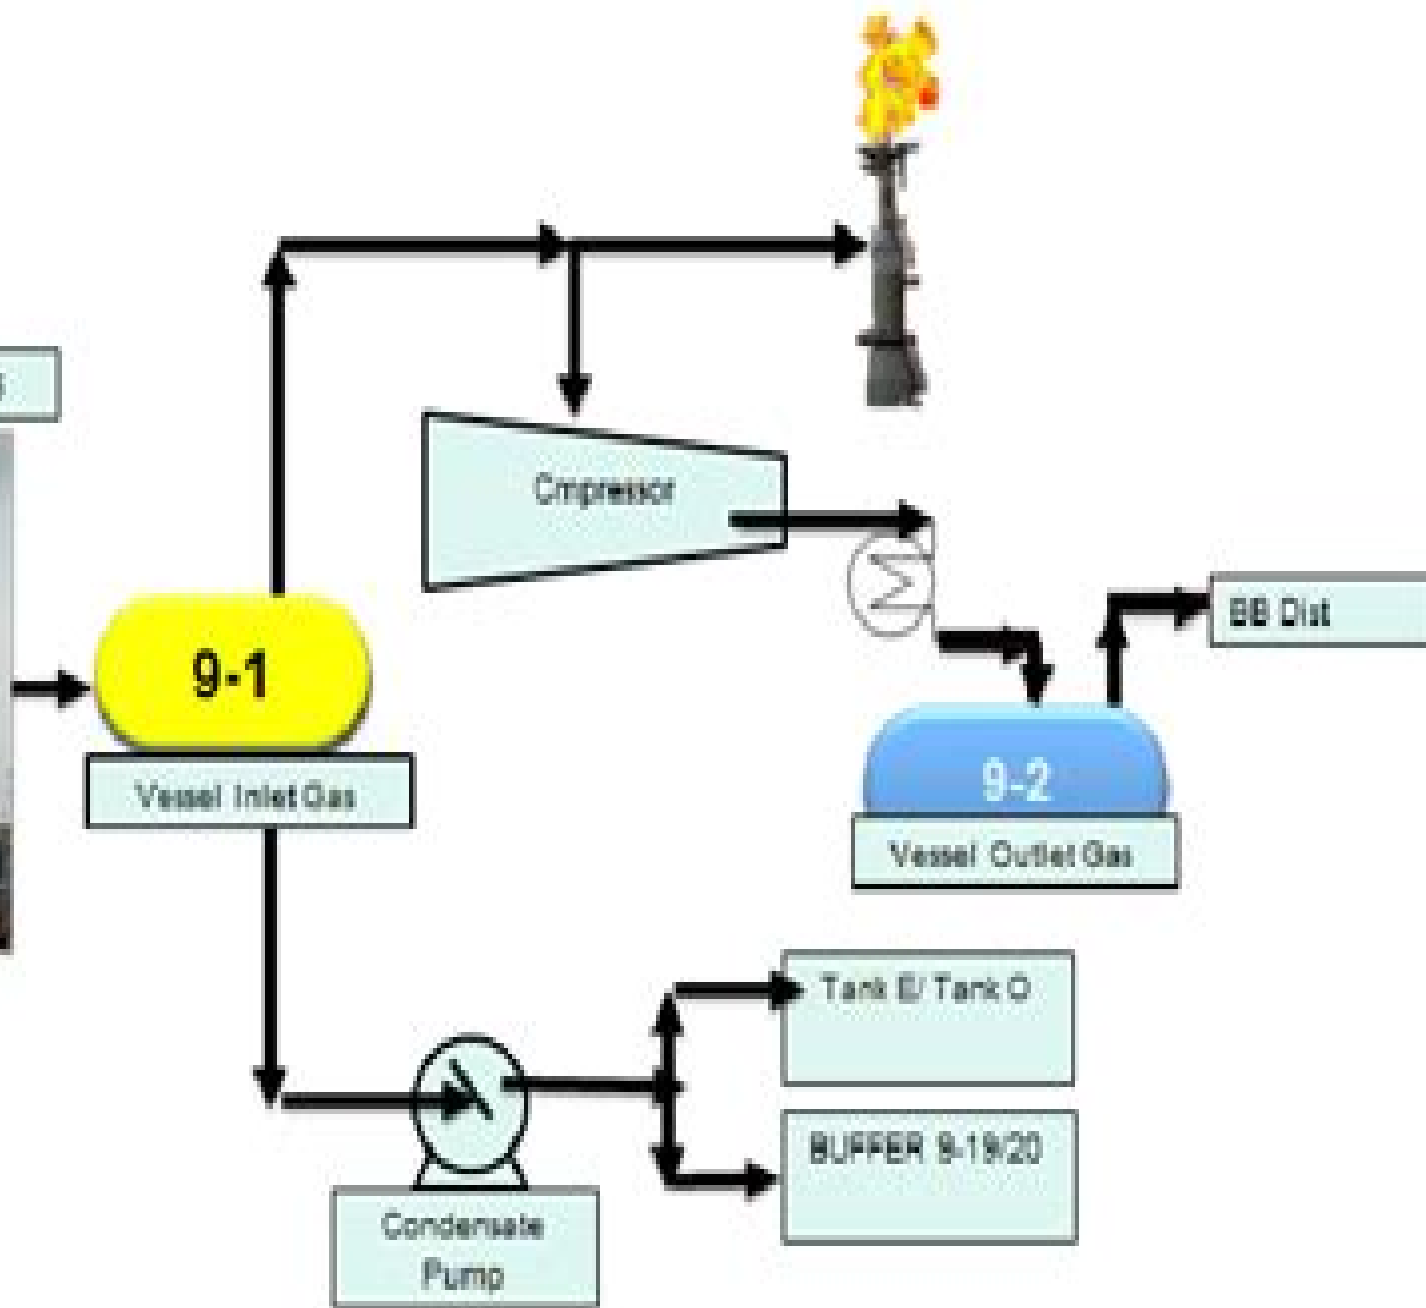 Cmpressor
9-1
BB Dist
Vessel Inlet Gas
9-2
Vessel Outlet Gas
Tank E/ Tank O
BUFFER 9-19/20
Condensate
Pump